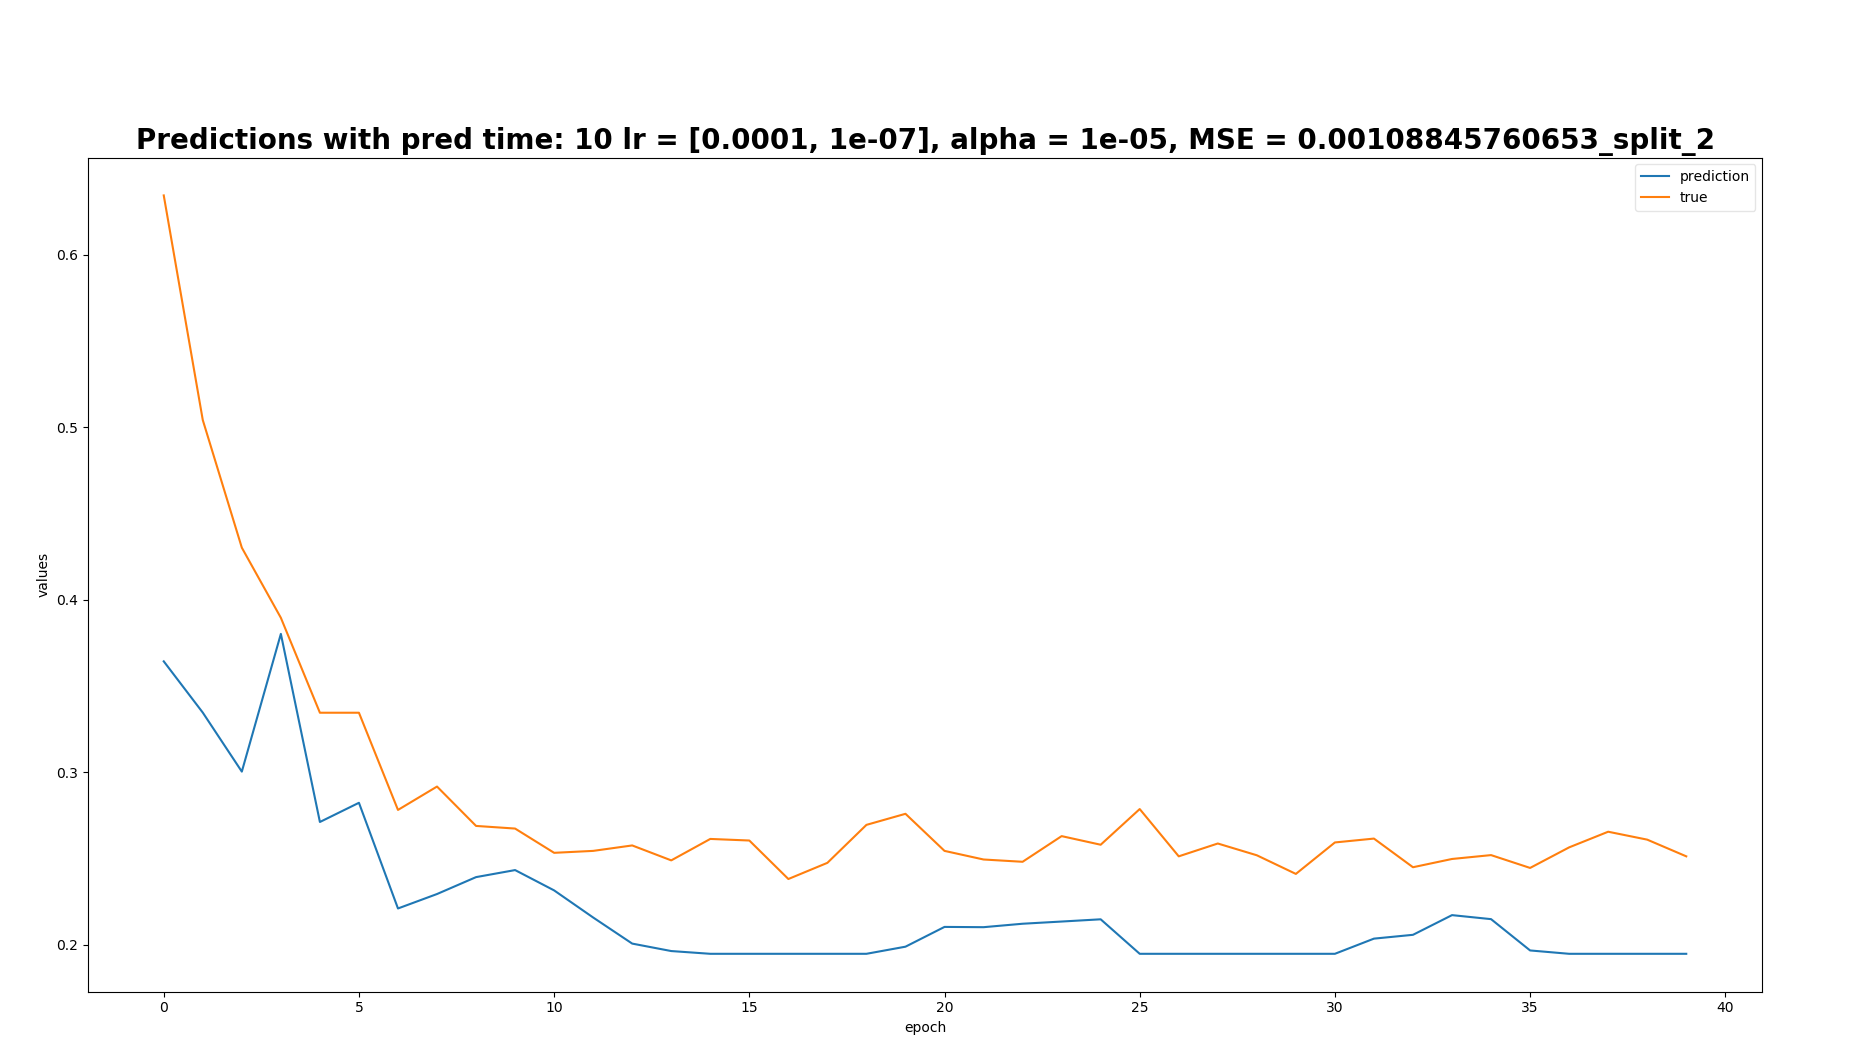 Predictions with pred time: 10 lr = [0.0001, 1e-07], alpha = 1e-05, MSE = 0.00108845760653_split_2
prediction
true
values
0.6
0.5
0.4
0.3
0.2
0 5 10 15 20 25 30 35 40
epoch